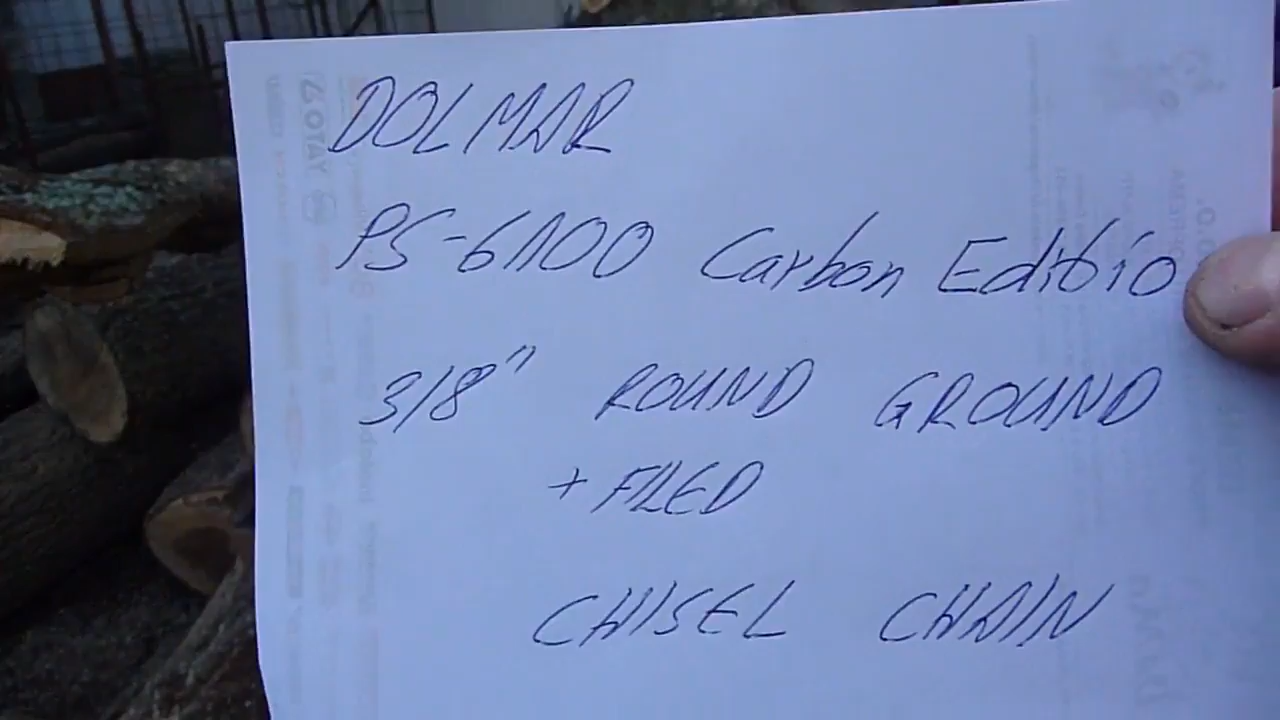 DOLMAR
PS-6100 Carbon Editio
3/8" ROUND GROUND
+ FILED
CHISEL CHAIN